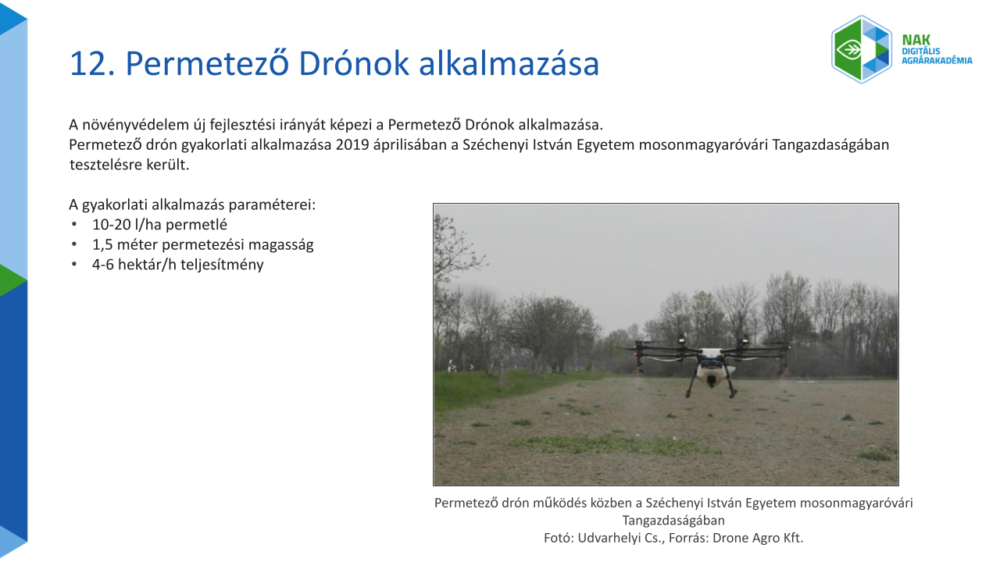 12. Permetező Drónok alkalmazása
NAK
DIGITÁLIS
AGRÁRAKADÉMIA
A növényvédelem új fejlesztési irányát képezi a Permetező Drónok alkalmazása.
Permetező drón gyakorlati alkalmazása 2019 áprilisában a Széchenyi István Egyetem mosonmagyaróvári Tangazdaságában
tesztelésre került.
A gyakorlati alkalmazás paraméterei:
• 10-20 l/ha permetlé
• 1,5 méter permetezési magasság
• 4-6 hektár/h teljesítmény
Permetező drón működés közben a Széchenyi István Egyetem mosonmagyaróvári
Tangazdaságában
Fotó: Udvarhelyi Cs., Forrás: Drone Agro Kft.